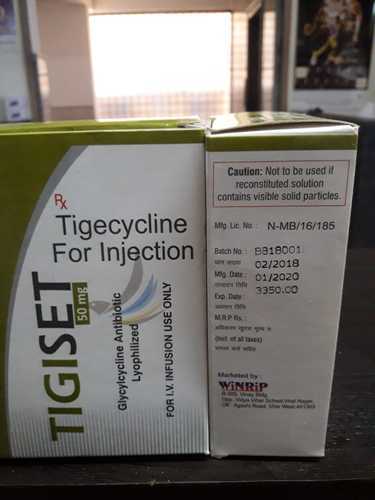 Rx
Tigecycline
For Injection
TIGISET
50 mg
Glycylcycline Antibiotic
Lyophilized
FOR I.V. INFUSION USE ONLY
Caution: Not to be used if
reconstituted solution
contains visible solid particles.
Mfg. Lic. No. : N-MB/16/185
Batch No. : BB18001
02/2018
Mfg. Date : 01/2020
3350.00
Exp. Date :
M.R.P Rs. :
(Incl. of all taxes)
Marketed by :
WiNRiP